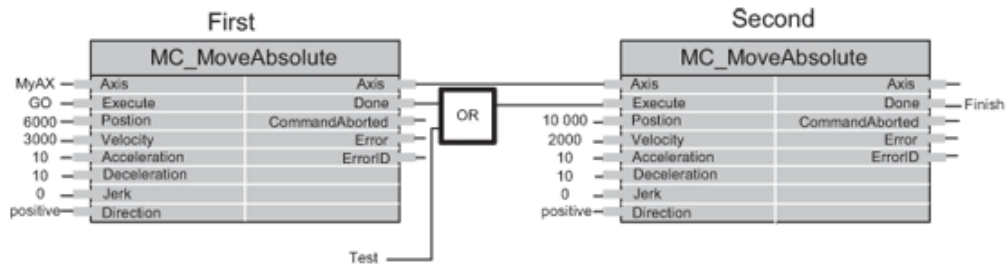 First
Second
MC_MoveAbsolute
MC_MoveAbsolute
MyAX
Axis
Axis
Axis
Axis
GO
Execute
Done
OR
Execute
Done
Finish
6000
Postion
CommandAborted
10 000
Postion
CommandAborted
3000
Velocity
Error
2000
Velocity
Error
10
Acceleration
ErrorID
10
Acceleration
ErrorID
10
Deceleration
10
Deceleration
0
Jerk
0
Jerk
positive
Direction
positive
Direction
Test